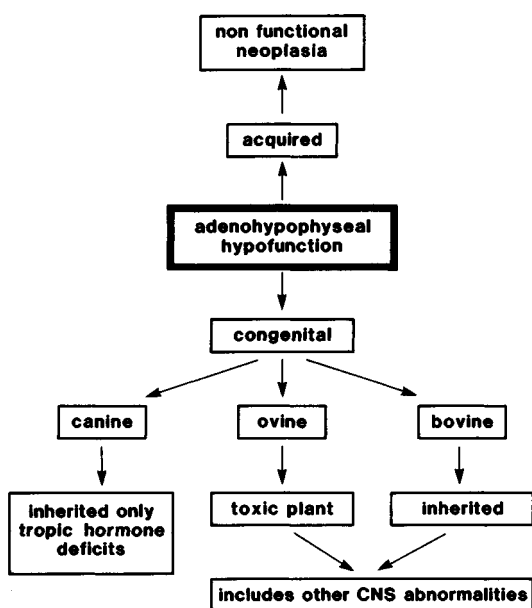 non functional
neoplasia
acquired
adenohypophyseal
hypofunction
congenital
canine
ovine
bovine
inherited only
tropic hormone
deficits
toxic plant
inherited
includes other CNS abnormalities